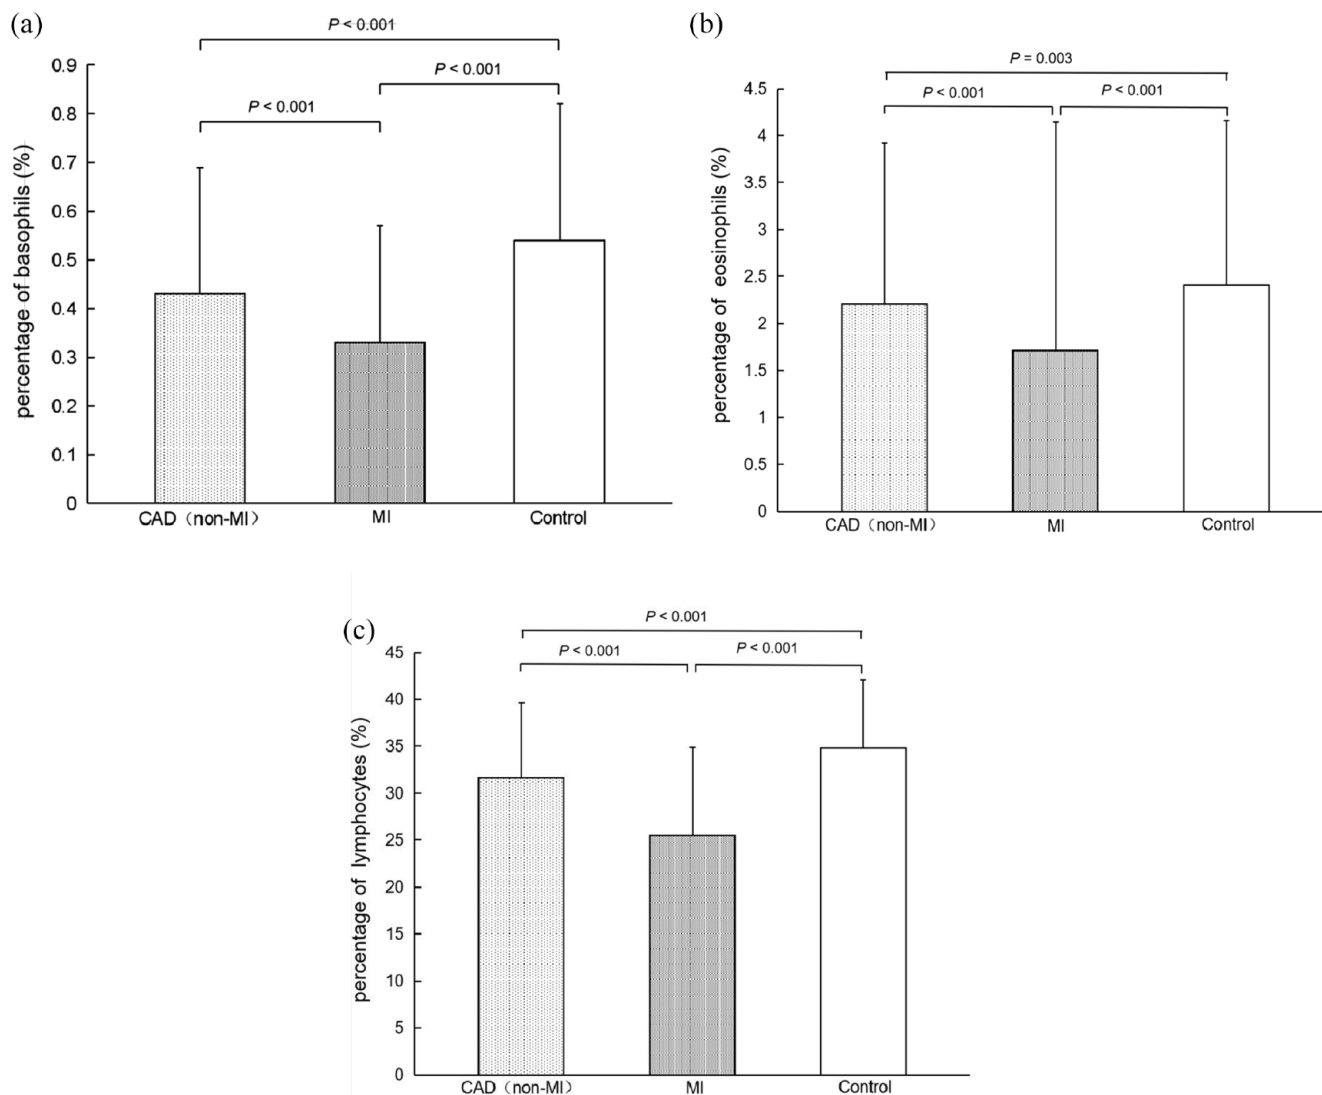 (a)
P < 0.001
P < 0.001
P < 0.001
percentage of basophils (%)
0.9
0.8
0.7
0.6
0.5
0.4
0.3
0.2
0.1
0
CAD（non-MI） MI Control
(b)
P = 0.003
P < 0.001 P < 0.001
percentage of eosinophils (%)
4.5
4
3.5
3
2.5
2
1.5
1
0.5
0
CAD（non-MI） MI Control
(c)
P < 0.001
P < 0.001 P < 0.001
percentage of lymphocytes (%)
45
40
35
30
25
20
15
10
5
0
CAD（non-MI） MI Control